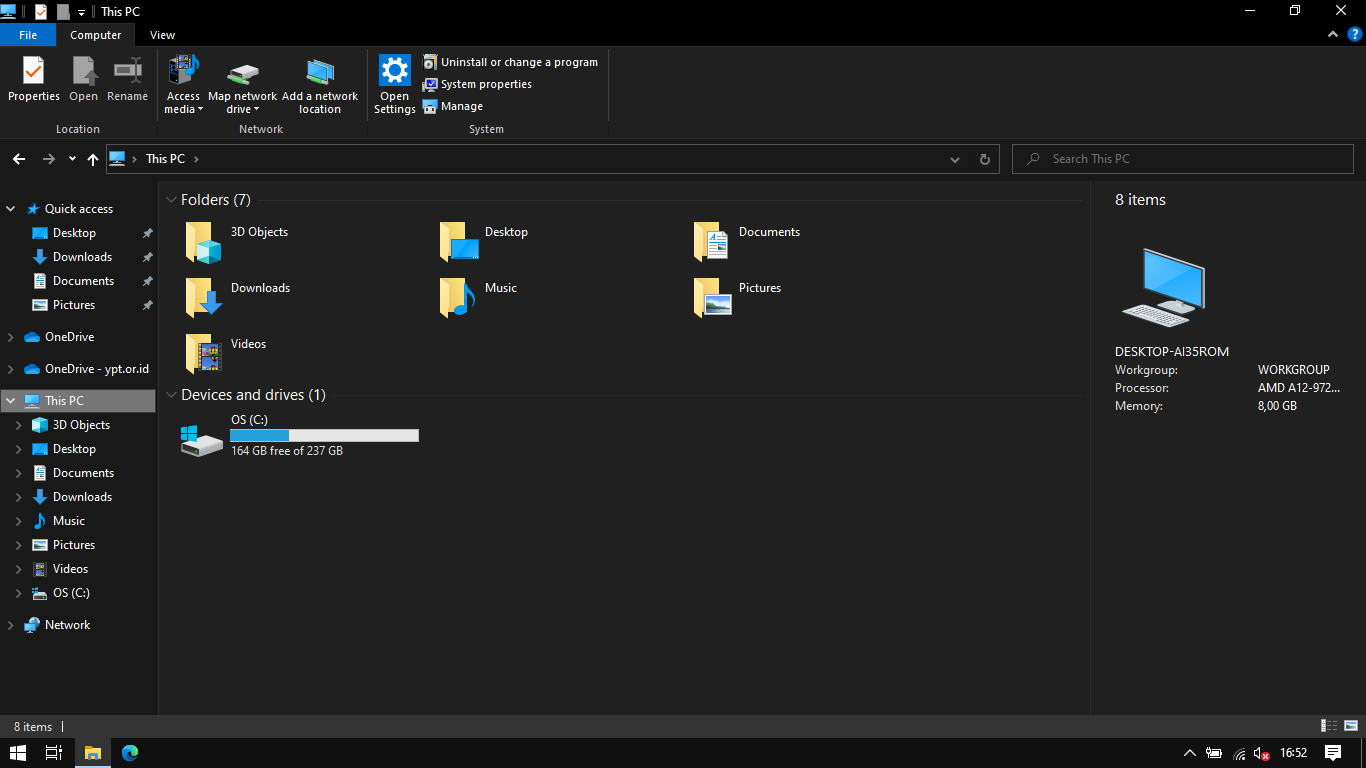 This PC
File Computer View
Properties Open Rename Access media Map network drive Add a network location Open Settings Uninstall or change a program
System properties
Manage
Location Network System
This PC Search This PC
Quick access
Desktop
Downloads
Documents
Pictures
OneDrive
OneDrive - ypt.or.id
This PC
3D Objects
Desktop
Documents
Downloads
Music
Pictures
Videos
OS (C:)
Network
Folders (7)
3D Objects Desktop Documents
Downloads Music Pictures
Videos
Devices and drives (1)
OS (C:)
164 GB free of 237 GB
8 items
DESKTOP-AI35ROM
Workgroup: WORKGROUP
Processor: AMD A12-972...
Memory: 8,00 GB
8 items
16:52